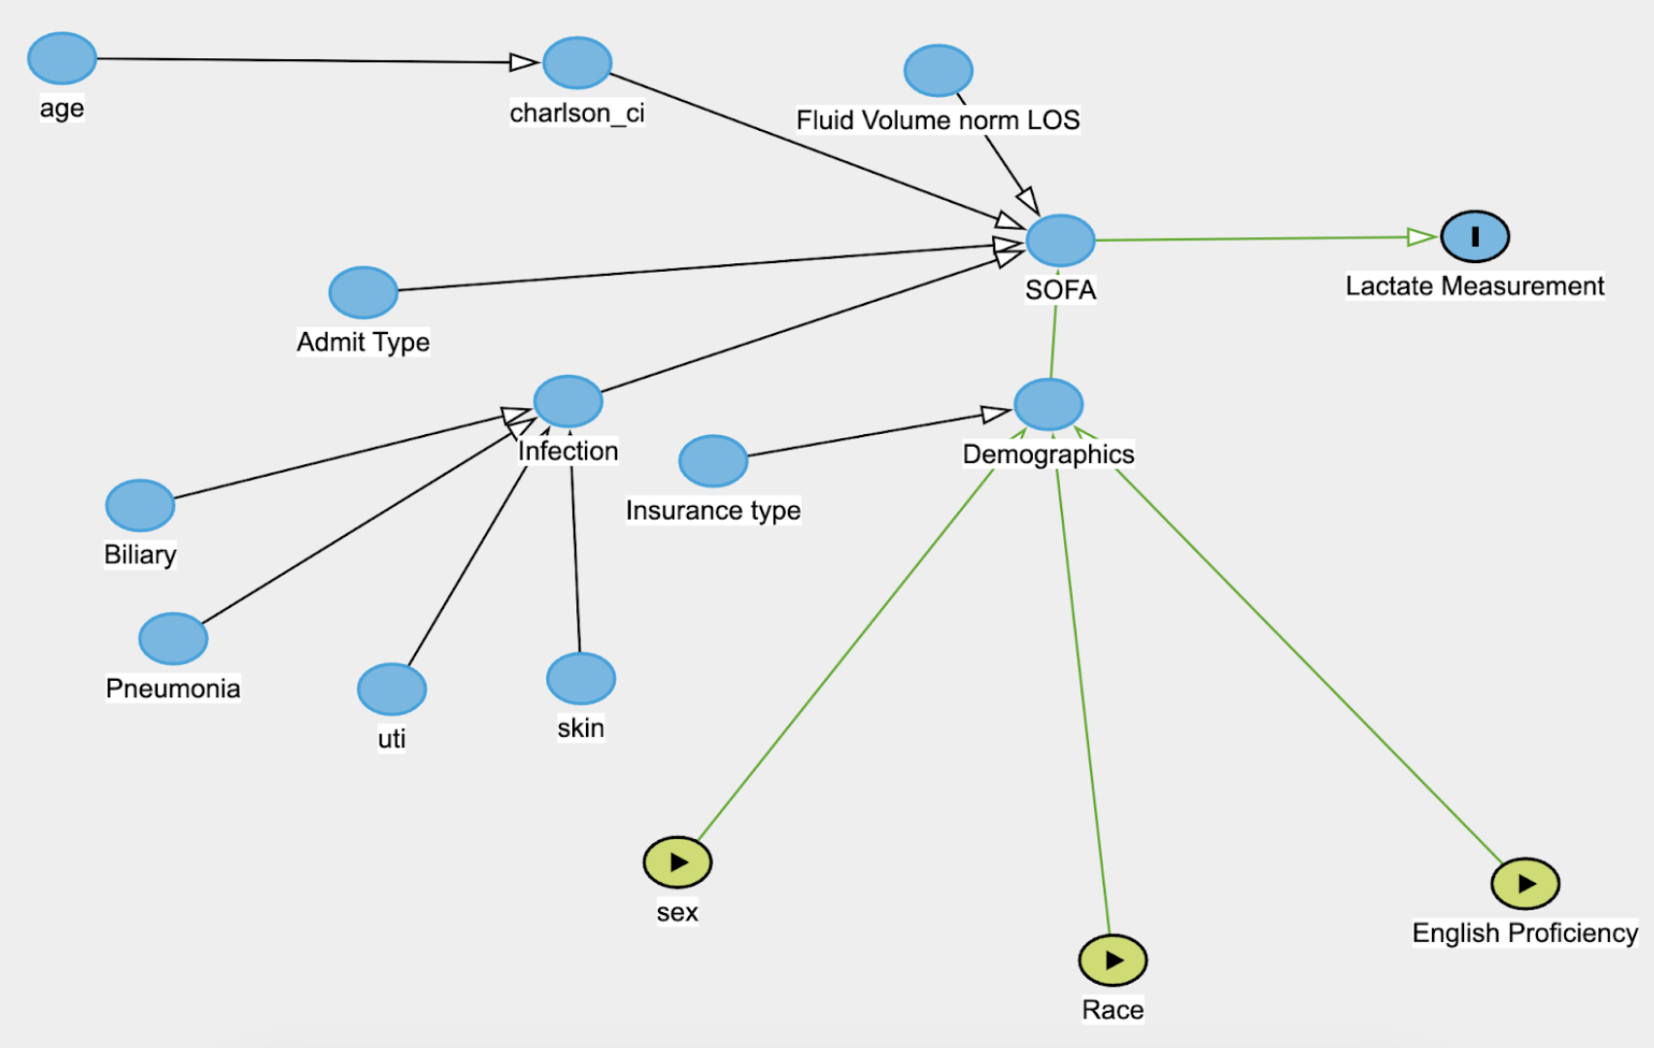 age
charlson_ci
Fluid Volume norm LOS
SOFA
Lactate Measurement
Admit Type
Infection
Demographics
Insurance type
Biliary
Pneumonia
uti
skin
sex
English Proficiency
Race